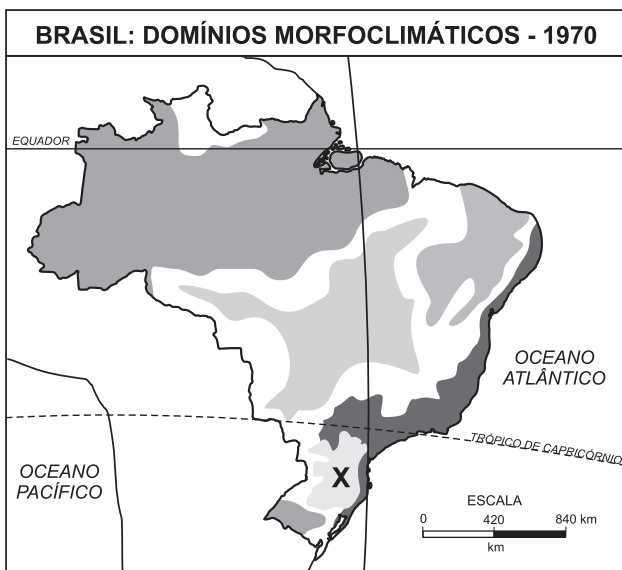 BRASIL: DOMÍNIOS MORFOCLIMÁTICOS - 1970
EQUADOR
OCEANO
ATLÂNTICO
TRÓPICO DE CAPRICÓRNIO
OCEANO
PACÍFICO
X
ESCALA
0 420 840 km
km